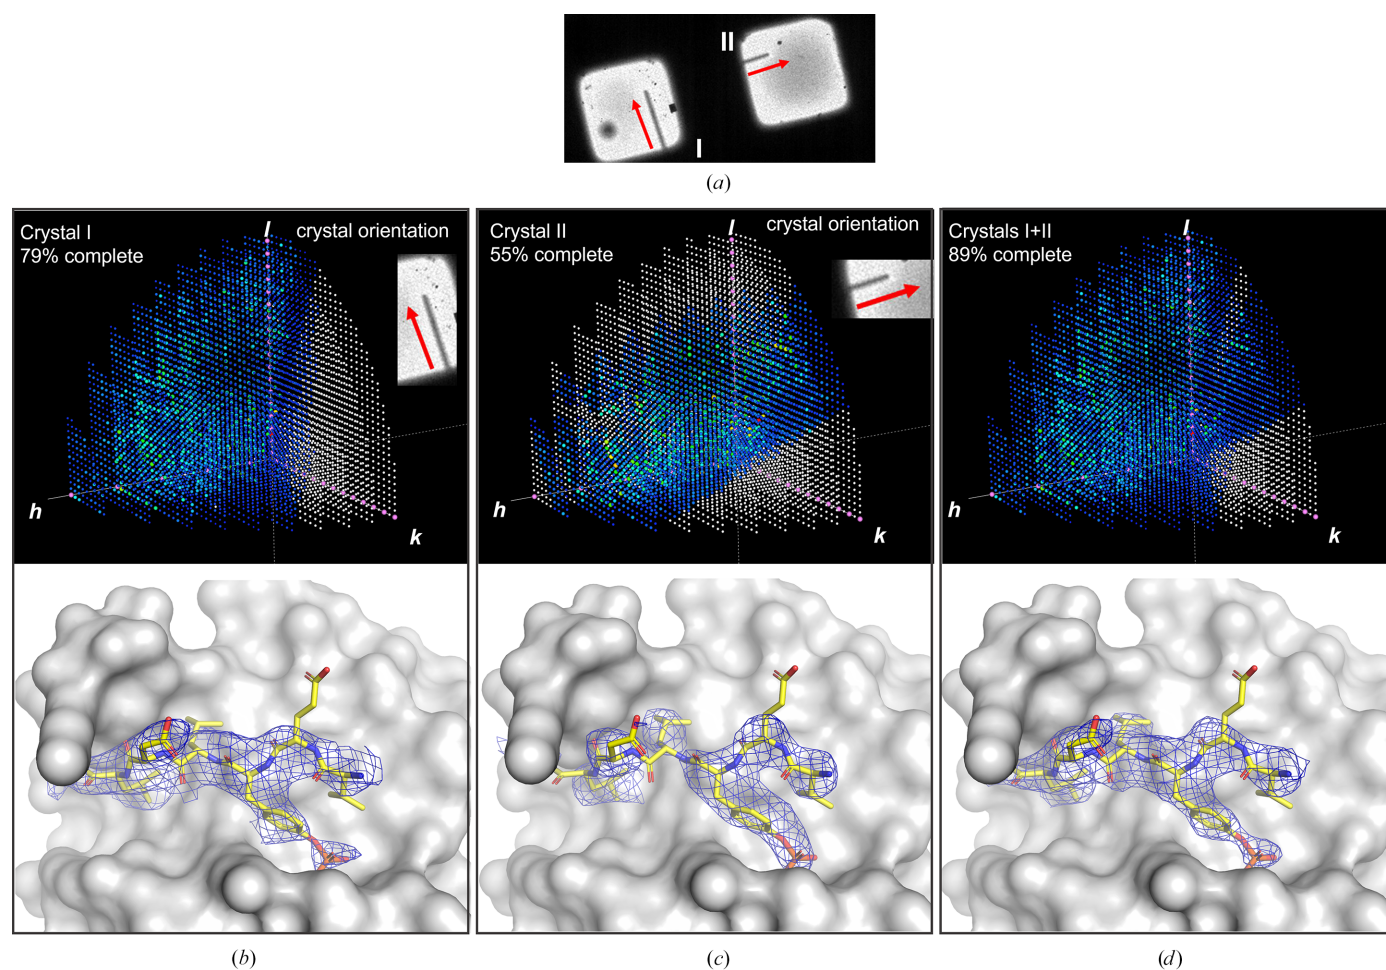 II
I
(a)
Crystal I
79% complete
l
crystal orientation
h
k
Crystal II
55% complete
l
crystal orientation
h
k
Crystals I+II
89% complete
l
h
k
(b)
(c)
(d)